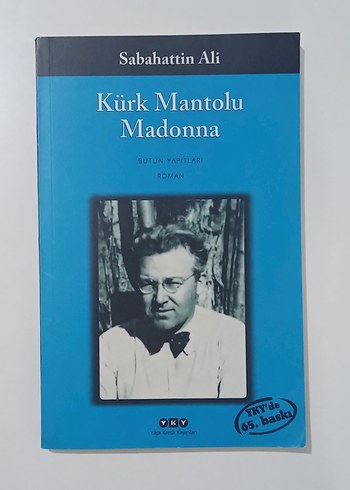 Sabahattin Ali
Kürk Mantolu
Madonna
BÜTÜN YAPITLARI
ROMAN
YKY'de
65. baskı
YKY
Yapı Kredi Yayınları